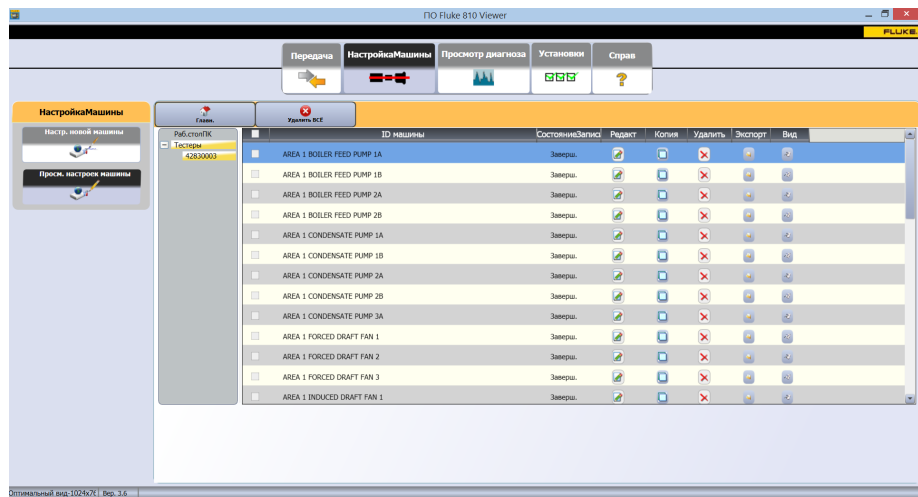 ПО Fluke 810 Viewer
FLUKE.
Передача
НастройкаМашины
Просмотр диагноза
Установки
Справ
НастройкаМашины
Настр. новой машины
Просм. настроек машины
Главн.
Удалить ВСЁ
Раб.столПК
Тестеры
42830003
ID машины СостояниеЗаписи Редакт Копия Удалить Экспорт Вид
AREA 1 BOILER FEED PUMP 1A Заверш.
AREA 1 BOILER FEED PUMP 1B Заверш.
AREA 1 BOILER FEED PUMP 2A Заверш.
AREA 1 BOILER FEED PUMP 2B Заверш.
AREA 1 CONDENSATE PUMP 1A Заверш.
AREA 1 CONDENSATE PUMP 1B Заверш.
AREA 1 CONDENSATE PUMP 2A Заверш.
AREA 1 CONDENSATE PUMP 2B Заверш.
AREA 1 CONDENSATE PUMP 3A Заверш.
AREA 1 FORCED DRAFT FAN 1 Заверш.
AREA 1 FORCED DRAFT FAN 2 Заверш.
AREA 1 FORCED DRAFT FAN 3 Заверш.
AREA 1 INDUCED DRAFT FAN 1 Заверш.
Оптимальный вид-1024x76 Вер. 3.6